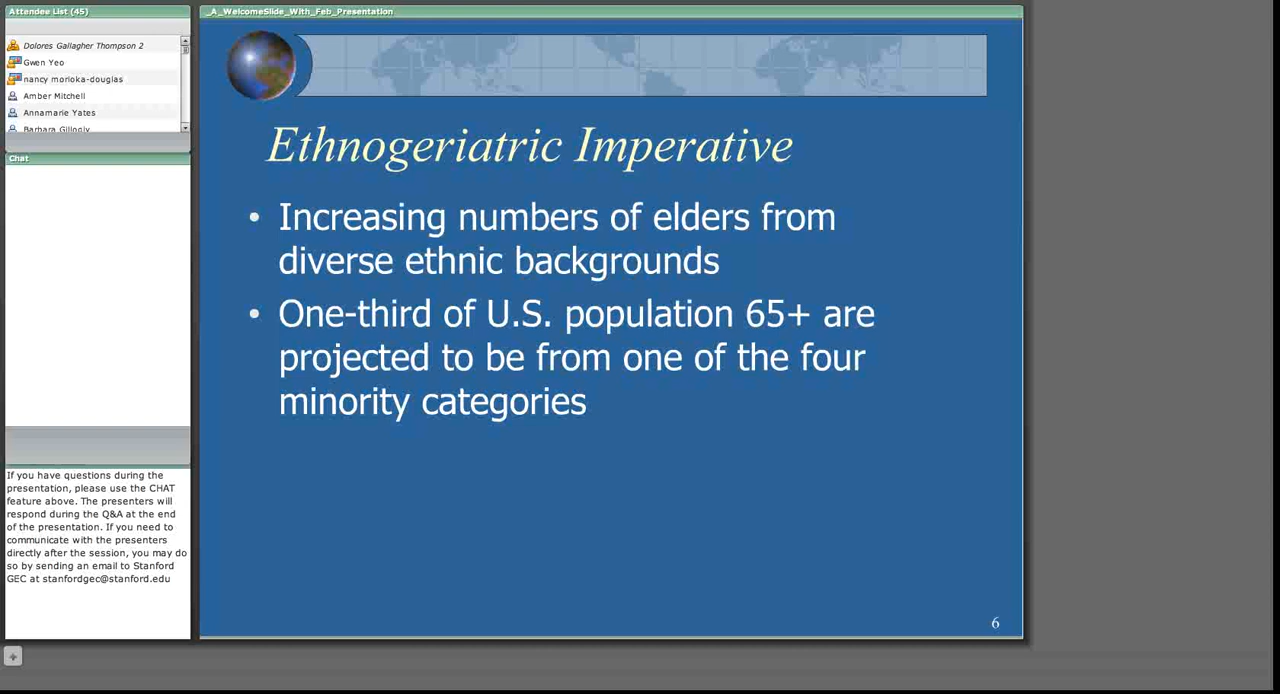 Attendee List (45)
Dolores Gallagher Thompson 2
Gwen Yeo
nancy morioka-douglas
Amber Mitchell
Annamarie Yates
Barbara Gillogly
Chat
If you have questions during the
presentation, please use the CHAT
feature above. The presenters will
respond during the Q&A at the end
of the presentation. If you need to
communicate with the presenters
directly after the session, you may do
so by sending an email to Stanford
GEC at stanfordgec@stanford.edu
_A_WelcomeSlide_With_Feb_Presentation
Ethnogeriatric Imperative
• Increasing numbers of elders from
diverse ethnic backgrounds
• One-third of U.S. population 65+ are
projected to be from one of the four
minority categories
6